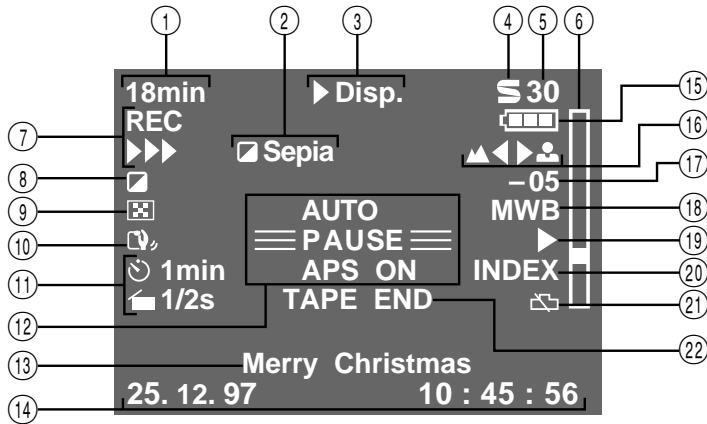 ① ② ③ ④ ⑤ ⑥
18min ▶ Disp. S 30
⑮
⑦ REC
▶▶▶ Sepia ◀▶ ⑯
⑧ –05 ⑰
⑨ AUTO MWB ⑱
⑩ PAUSE ▶ ⑲
⑪ 1min APS ON INDEX ⑳
1/2s TAPE END ㉑
⑫ ㉒
⑬ Merry Christmas
⑭ 25. 12. 97 10 : 45 : 56